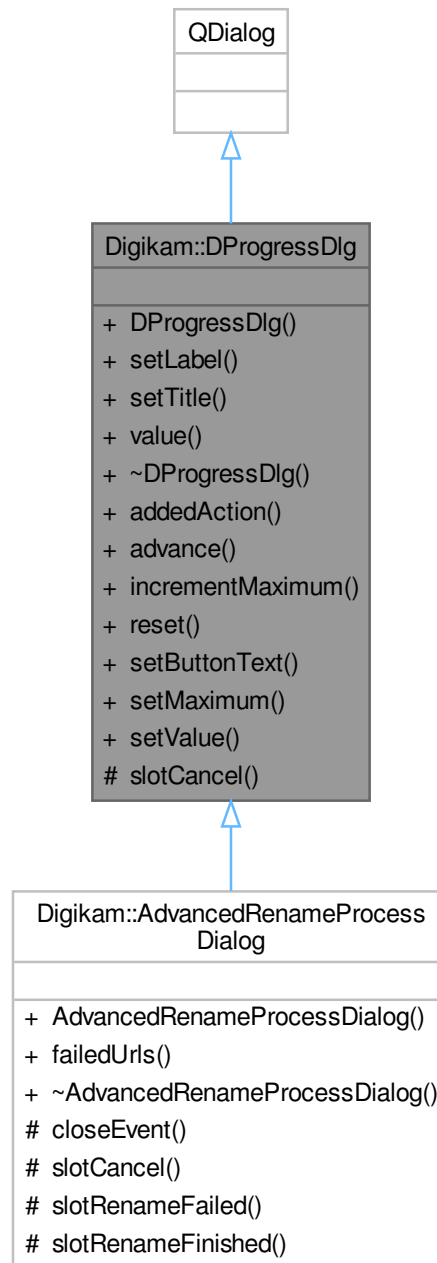 QDialog
Digikam::DProgressDlg
+ DProgressDlg()
+ setLabel()
+ setTitle()
+ value()
+ ~DProgressDlg()
+ addedAction()
+ advance()
+ incrementMaximum()
+ reset()
+ setButtonText()
+ setMaximum()
+ setValue()
# slotCancel()
Digikam::AdvancedRenameProcess
Dialog
+ AdvancedRenameProcessDialog()
+ failedUrls()
+ ~AdvancedRenameProcessDialog()
# closeEvent()
# slotCancel()
# slotRenameFailed()
# slotRenameFinished()